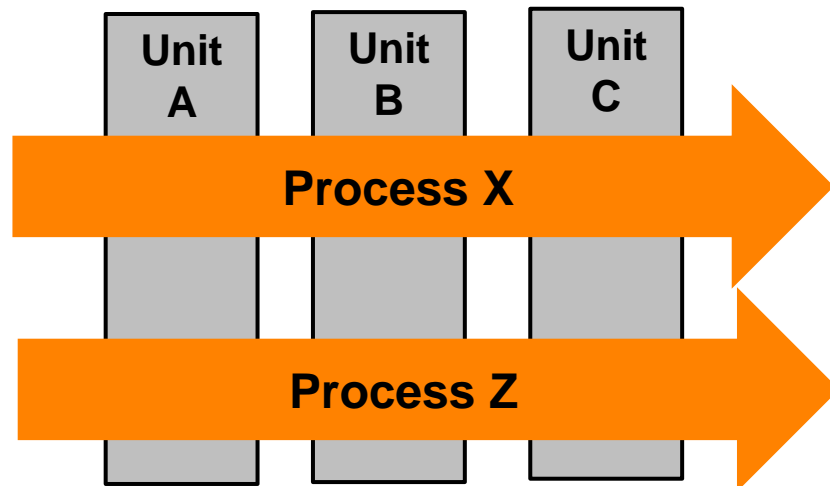 Unit
A
Unit
B
Unit
C
Process X
Process Z